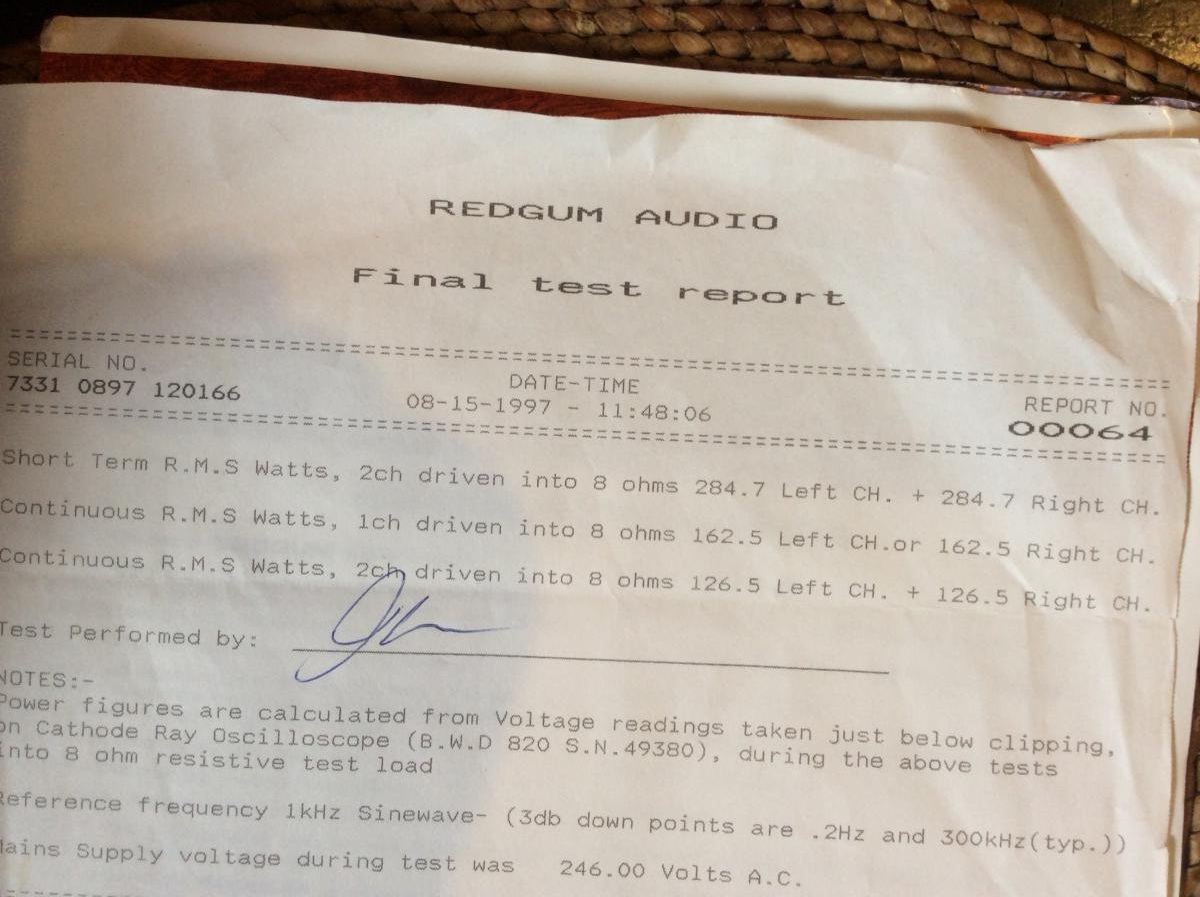 REDGUM AUDIO
Final test report
SERIAL NO.
7331 0897 120166
DATE-TIME
08-15-1997 - 11:48:06
REPORT NO.
00064
Short Term R.M.S Watts, 2ch driven into 8 ohms 284.7 Left CH. + 284.7 Right CH.
Continuous R.M.S Watts, 1ch driven into 8 ohms 162.5 Left CH.or 162.5 Right CH.
Continuous R.M.S Watts, 2ch driven into 8 ohms 126.5 Left CH. + 126.5 Right CH.
Test Performed by:
NOTES:-
Power figures are calculated from Voltage readings taken just below clipping,
on Cathode Ray Oscilloscope (B.W.D 820 S.N.49380), during the above tests
into 8 ohm resistive test load
Reference frequency 1kHz Sinewave- (3db down points are .2Hz and 300kHz(typ.))
Mains Supply voltage during test was 246.00 Volts A.C.